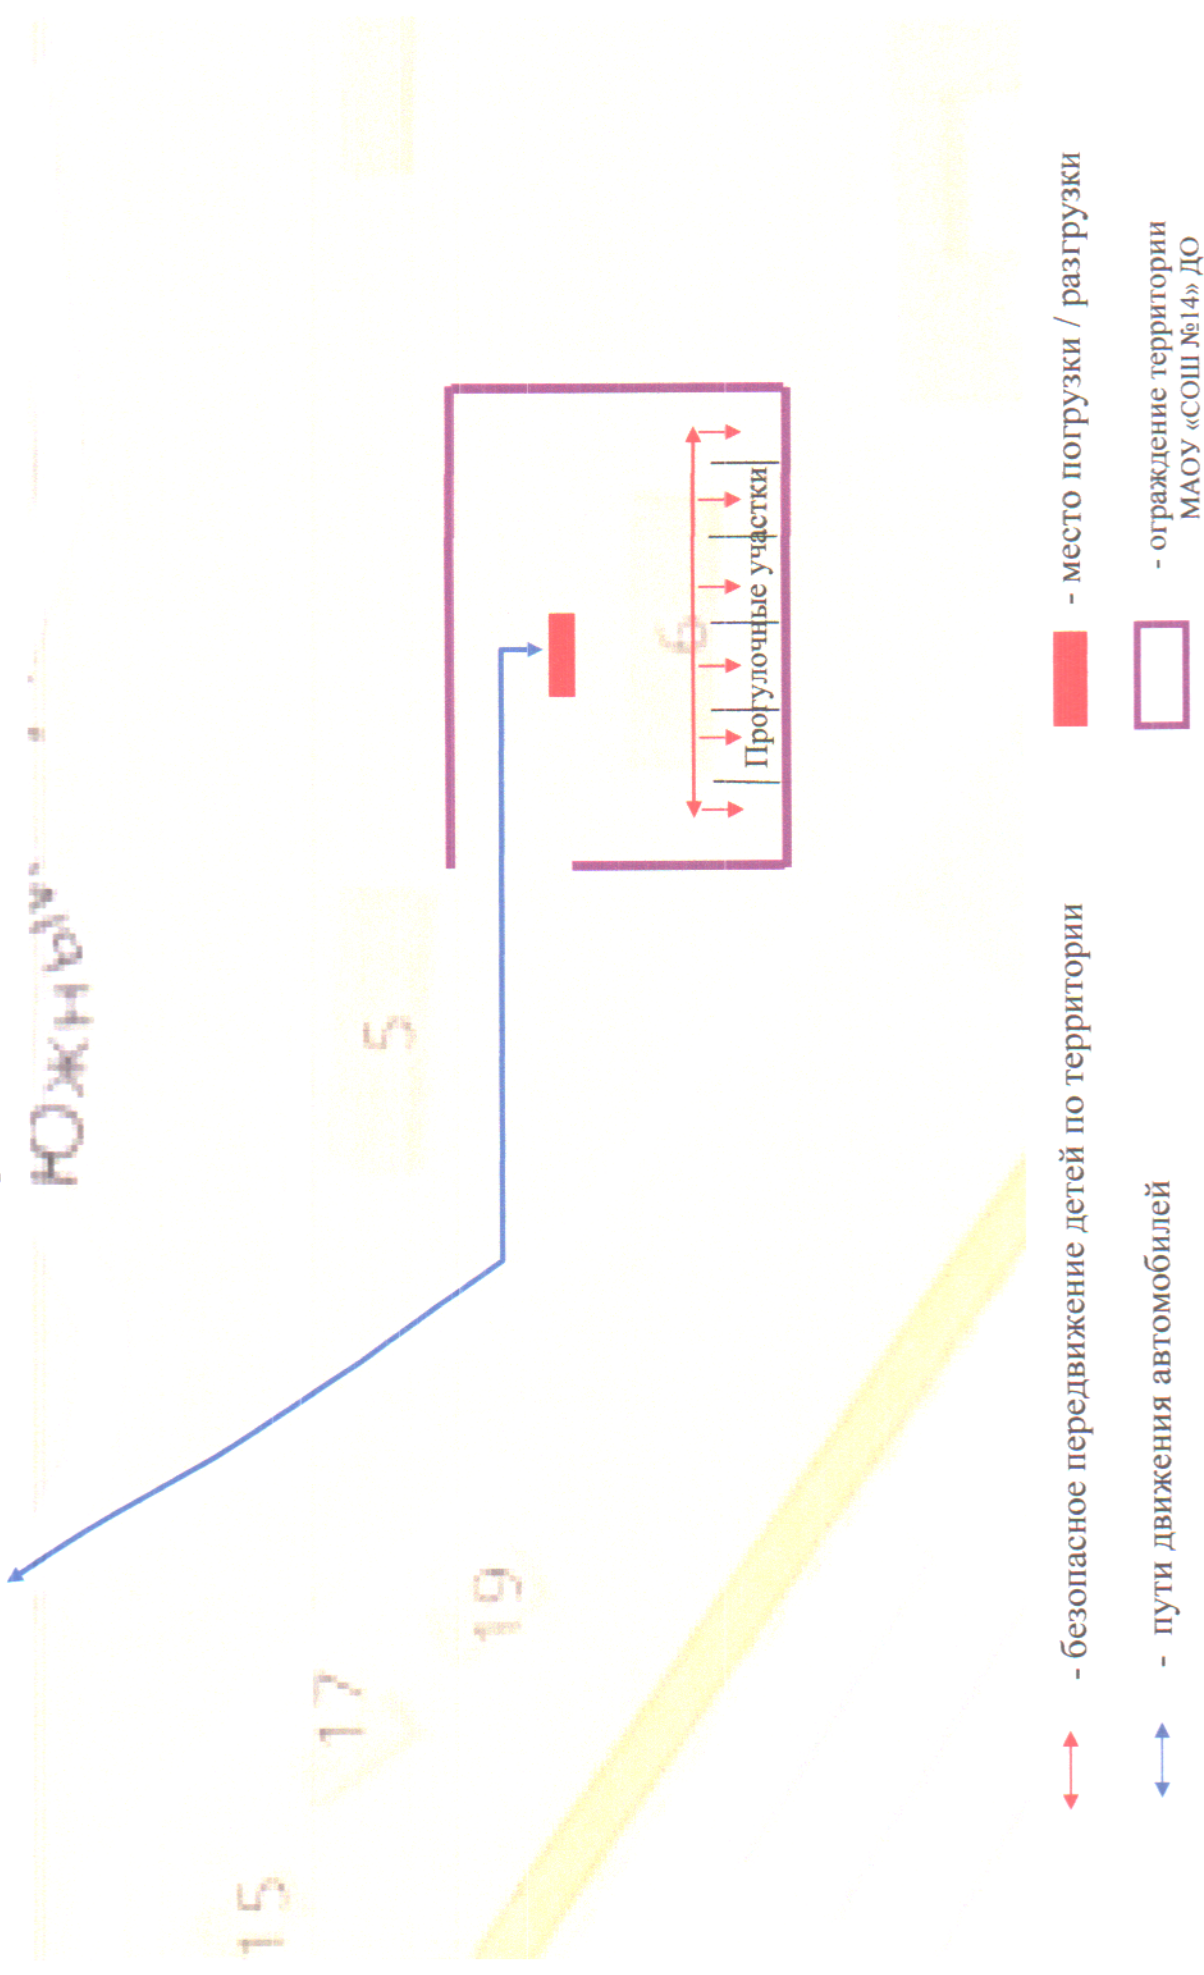 Южная
5
15
17
19
6
Прогулочные участки
- безопасное передвижение детей по территории
- место погрузки / разгрузки
- пути движения автомобилей
- ограждение территории
МАОУ «СОШ №14» ДО